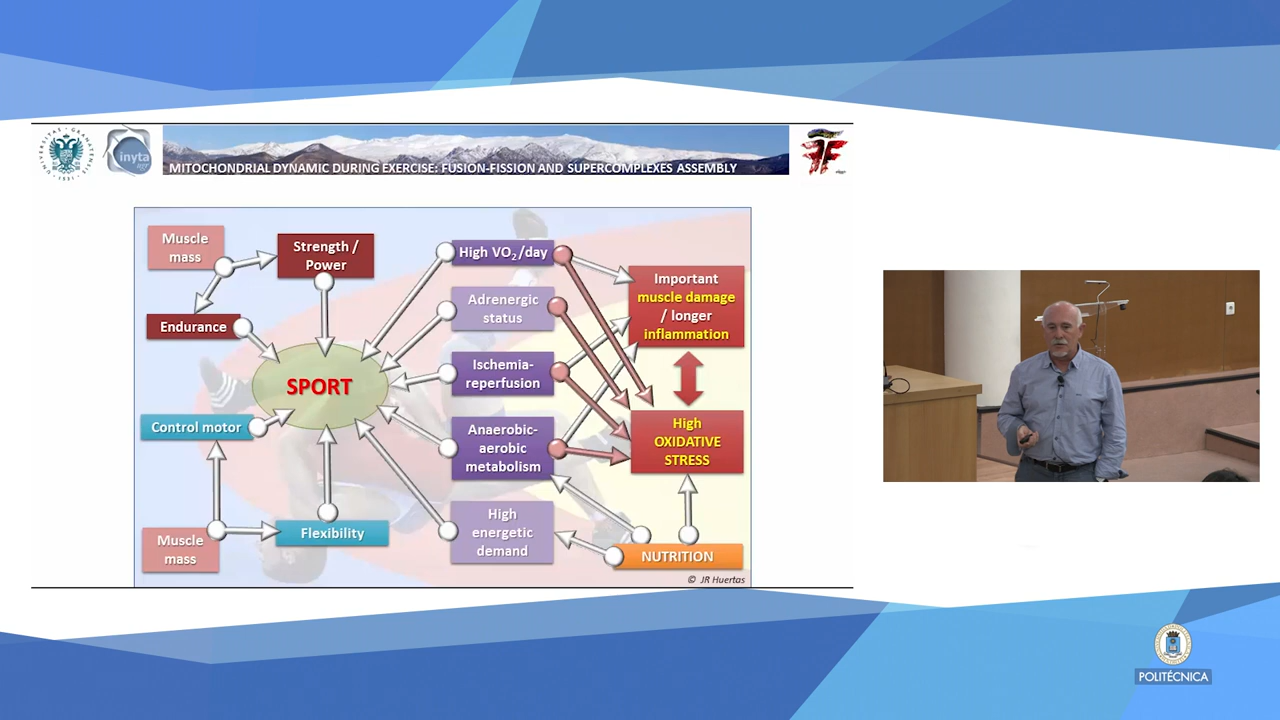 inyta
MITOCHONDRIAL DYNAMIC DURING EXERCISE: FUSION-FISSION AND SUPERCOMPLEXES ASSEMBLY
Muscle
mass
Strength /
Power
Endurance
SPORT
Control motor
Muscle
mass
Flexibility
High VO₂/day
Adrenergic
status
Ischemia-
reperfusion
Anaerobic-
aerobic
metabolism
High
energetic
demand
Important
muscle damage
/ longer
inflammation
High
OXIDATIVE
STRESS
NUTRITION
© JR Huertas
POLITÉCNICA